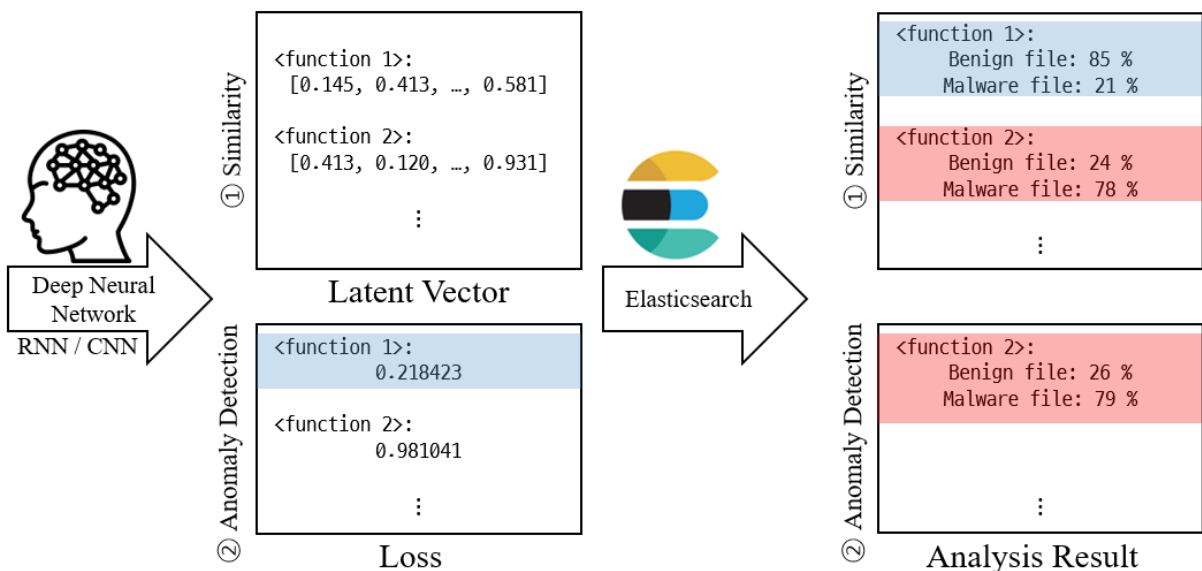 Deep Neural
Network
RNN / CNN
① Similarity
<function 1>:
[0.145, 0.413, …, 0.581]
<function 2>:
[0.413, 0.120, …, 0.931]
⋮
Latent Vector
② Anomaly Detection
<function 1>:
0.218423
<function 2>:
0.981041
⋮
Loss
Elasticsearch
① Similarity
<function 1>:
Benign file: 85 %
Malware file: 21 %
<function 2>:
Benign file: 24 %
Malware file: 78 %
⋮
② Anomaly Detection
<function 2>:
Benign file: 26 %
Malware file: 79 %
⋮
Analysis Result